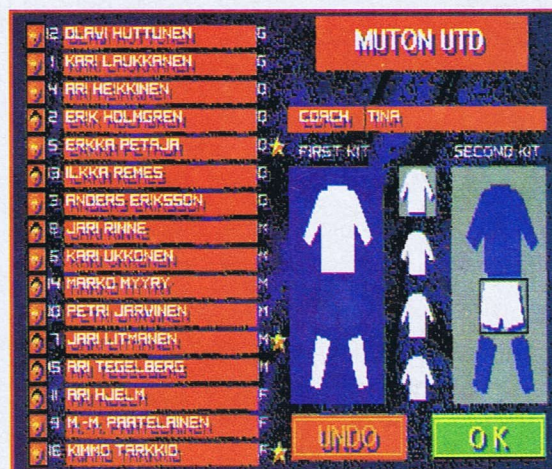 12 OLAVI HUTTUNEN G
1 KARI LAUKKANEN G
4 ARI HEIKKINEN D
2 ERIK HOLMGREN D
5 ERKKA PETAJA D
13 ILKKA REMES D
3 ANDERS ERIKSSON D
8 JARI RINNE M
6 KARI UKKONEN M
14 MARKO MYYRY M
10 PETRI JARVINEN M
7 JARI LITMANEN M
15 ARI TEGELBERG M
11 ARI HJELM F
9 M.-M. PAATELAINEN F
16 KIMMO TARKKIO F
MUTON UTD
COACH TINA
FIRST KIT
SECOND KIT
UNDO
OK